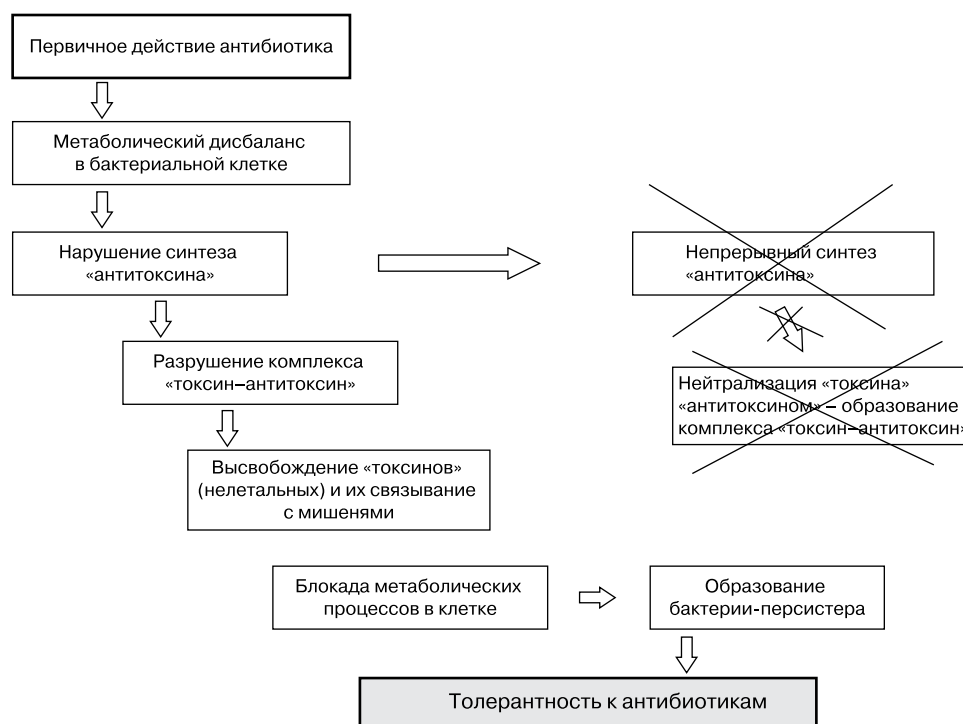 Первичное действие антибиотика
Метаболический дисбаланс
в бактериальной клетке
Нарушение синтеза
«антитоксина»
Непрерывный синтез
«антитоксина»
Разрушение комплекса
«токсин–антитоксин»
Нейтрализация «токсина»
«антитоксином» – образование
комплекса «токсин–антитоксин»
Высвобождение «токсинов»
(нелетальных) и их связывание
с мишенями
Блокада метаболических
процессов в клетке
Образование
бактерии-персистера
Толерантность к антибиотикам